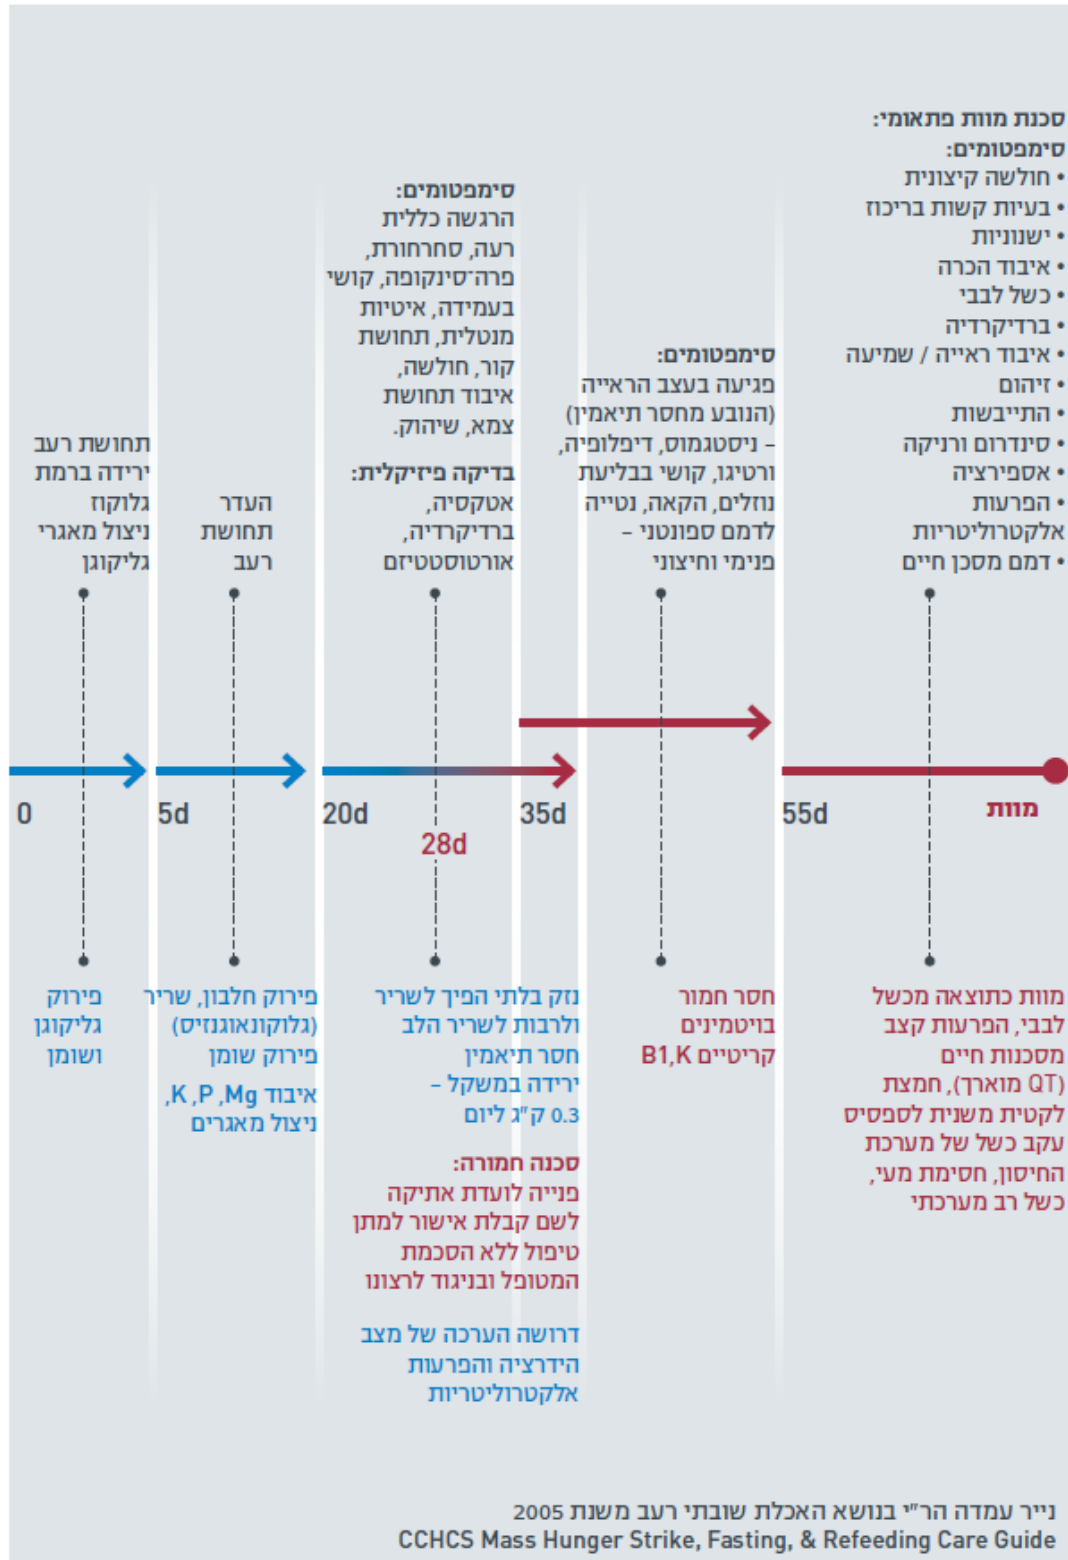 תחושת רעב
ירידה ברמת
גלוקוז
ניצול מאגרי
גליקוגן
העדר
תחושת
רעב
סימפטומים:
הרגשה כללית
רעה, סחרחורת,
פרה־סינקופה, קושי
בעמידה, איטיות
מנטלית, תחושת
קור, חולשה,
איבוד תחושת
צמא, שיהוק.
בדיקה פיזיקלית:
אטקסיה,
ברדיקרדיה,
אורטוסטטיזם
סימפטומים:
פגיעה בעצב הראייה
(הנובע מחסר תיאמין)
– ניסטגמוס, דיפלופיה,
ורטיגו, קושי בבליעת
נוזלים, הקאה, נטייה
לדמם ספונטני –
פנימי וחיצוני
סכנת מוות פתאומי:
סימפטומים:
• חולשה קיצונית
• בעיות קשות בריכוז
• ישנוניות
• איבוד הכרה
• כשל לבבי
• ברדיקרדיה
• איבוד ראייה / שמיעה
• זיהום
• התייבשות
• סינדרום ורניקה
• אספירציה
• הפרעות
אלקטרוליטריות
• דמם מסכן חיים
0
5d
20d
28d
35d
55d
מוות
פירוק
גליקוגן
ושומן
פירוק חלבון, שריר
(גלוקונאוגנזיס)
פירוק שומן
איבוד K ,P ,Mg,
ניצול מאגרים
נזק בלתי הפיך לשריר
ולרבות לשריר הלב
חסר תיאמין
ירידה במשקל –
0.3 ק"ג ליום
סכנה חמורה:
פנייה לועדת אתיקה
לשם קבלת אישור למתן
טיפול ללא הסכמת
המטופל ובניגוד לרצונו
דרושה הערכה של מצב
הידרציה והפרעות
אלקטרוליטריות
חסר חמור
בויטמינים
קריטיים B1,K
מוות כתוצאה מכשל
לבבי, הפרעות קצב
מסכנות חיים
(QT מוארך), חמצת
לקטית משנית לספסיס
עקב כשל של מערכת
החיסון, חסימת מעי,
כשל רב מערכתי
נייר עמדה הר"י בנושא האכלת שובתי רעב משנת 2005
CCHCS Mass Hunger Strike, Fasting, & Refeeding Care Guide